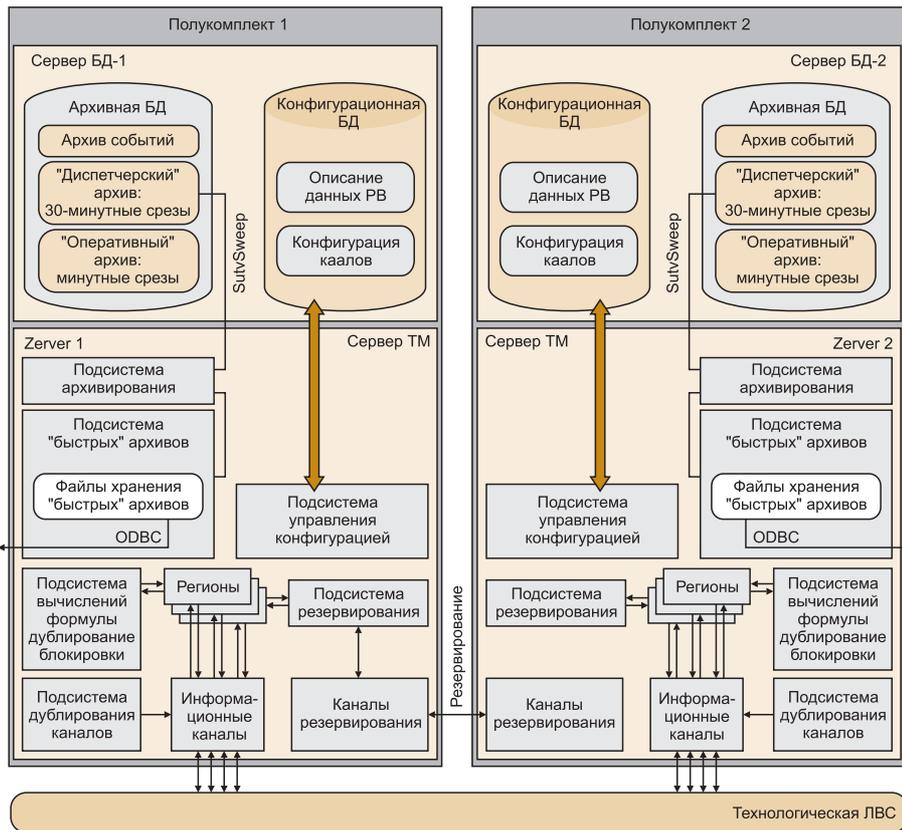 Полукомплект 1
Сервер БД-1
Архивная БД
Архив событий
"Диспетчерский"
архив:
30-минутные срезы
"Оперативный"
архив:
минутные срезы
SutvSweep
Конфигурационная
БД
Описание
данных РВ
Конфигурация
каалов
Zerver 1
Сервер ТМ
Подсистема
архивирования
Подсистема
"быстрых" архивов
Файлы хранения
"быстрых" архивов
ODBC
Подсистема
управления
конфигурацией
Подсистема
вычислений
формулы
дублирование
блокировки
Регионы
Подсистема
резервирования
Подсистема
дублирования
каналов
Информа-
ционные
каналы
Каналы
резервирования
Резервирование
Полукомплект 2
Сервер БД-2
Конфигурационная
БД
Описание
данных РВ
Конфигурация
каалов
SutvSweep
Архивная БД
Архив событий
"Диспетчерский"
архив:
30-минутные срезы
"Оперативный"
архив:
минутные срезы
Сервер ТМ
Zerver 2
Подсистема
архивирования
Подсистема
"быстрых" архивов
Файлы хранения
"быстрых" архивов
ODBC
Подсистема
управления
конфигурацией
Подсистема
резервирования
Регионы
Подсистема
вычислений
формулы
дублирование
блокировки
Каналы
резервирования
Информа-
ционные
каналы
Подсистема
дублирования
каналов
Технологическая ЛВС